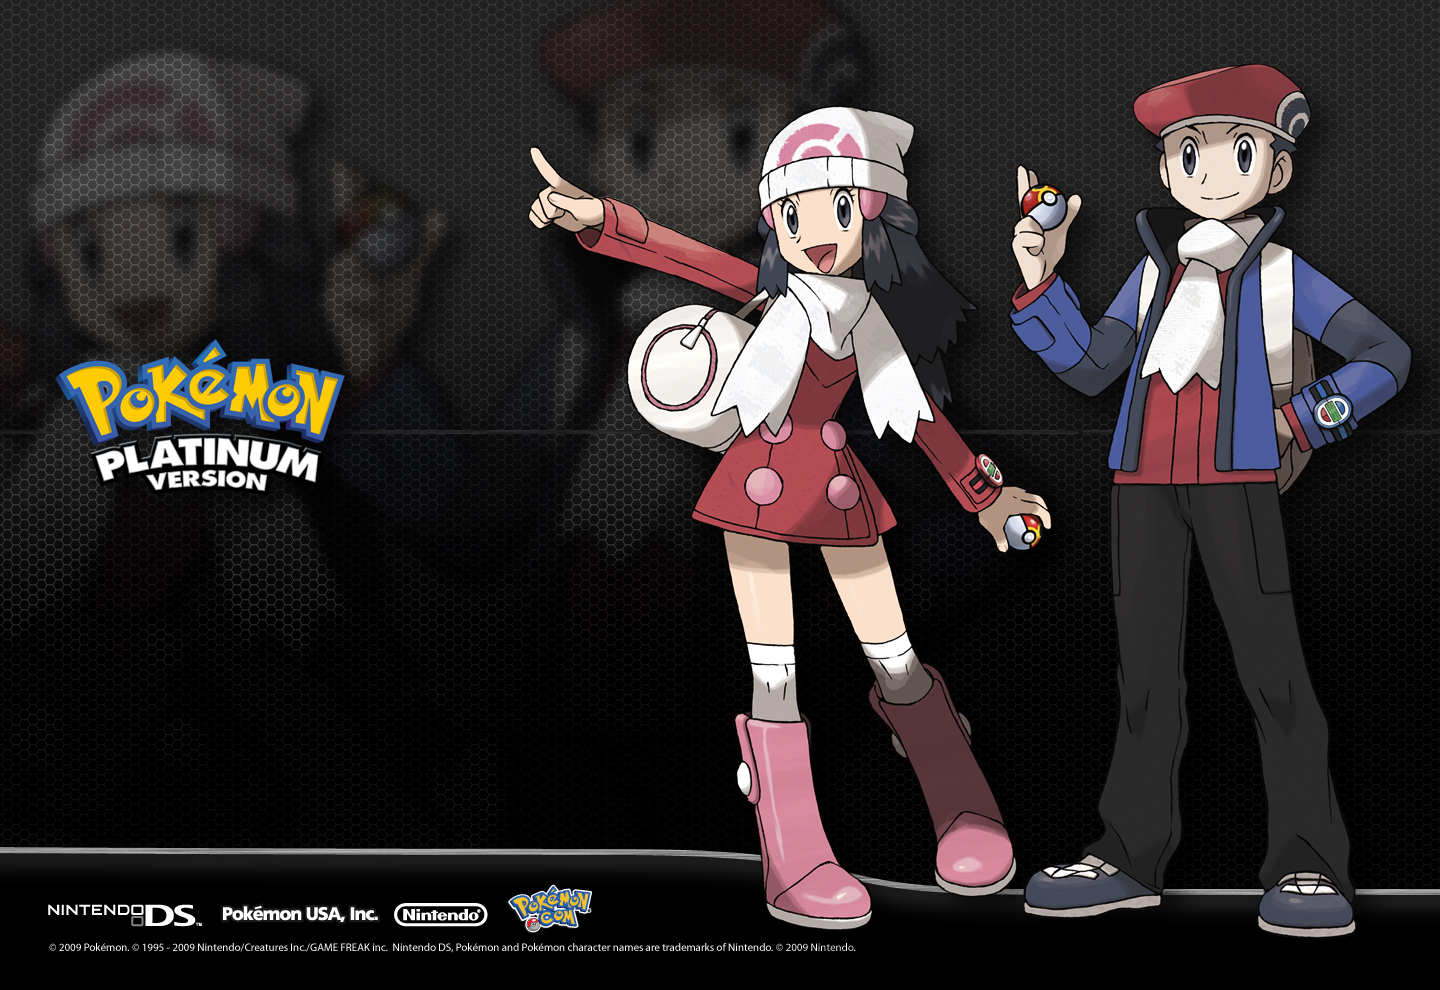 POKéMON
PLATINUM
VERSION
NINTENDO DS™
Pokémon USA, Inc.
Nintendo®
POKéMON
.COM
© 2009 Pokémon. © 1995 - 2009 Nintendo/Creatures Inc./GAME FREAK inc. Nintendo DS, Pokémon and Pokémon character names are trademarks of Nintendo. © 2009 Nintendo.